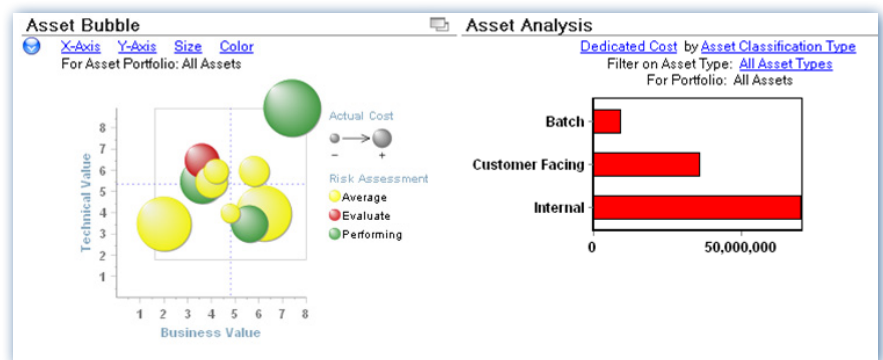 Asset Bubble
X-Axis Y-Axis Size Color
For Asset Portfolio: All Assets
Technical Value
8
7
6
5
4
3
2
1
1 2 3 4 5 6 7 8
Business Value
Actual Cost
- +
Risk Assessment
Average
Evaluate
Performing
Asset Analysis
Dedicated Cost by Asset Classification Type
Filter on Asset Type: All Asset Types
For Portfolio: All Assets
Batch
Customer Facing
Internal
0 50,000,000